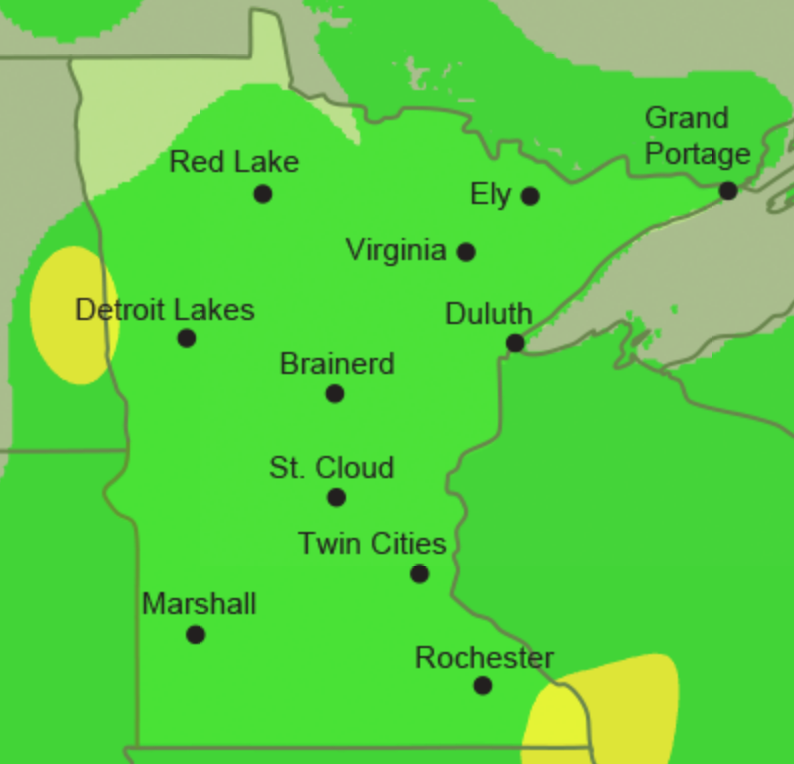 Grand
Portage
Red Lake
Ely
Virginia
Detroit Lakes
Duluth
Brainerd
St. Cloud
Twin Cities
Marshall
Rochester